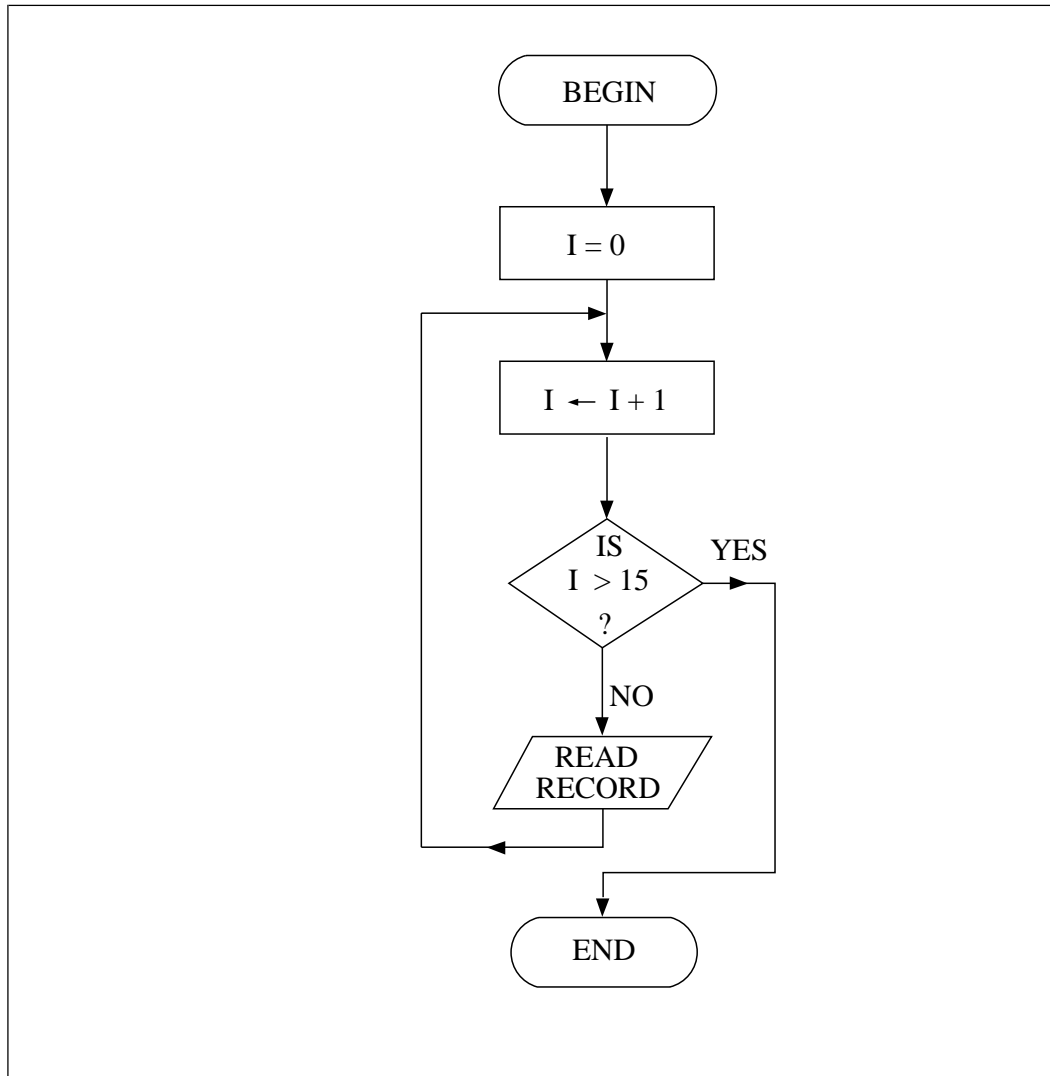 BEGIN
I = 0
I ← I + 1
IS
I > 15
?
YES
NO
READ
RECORD
END